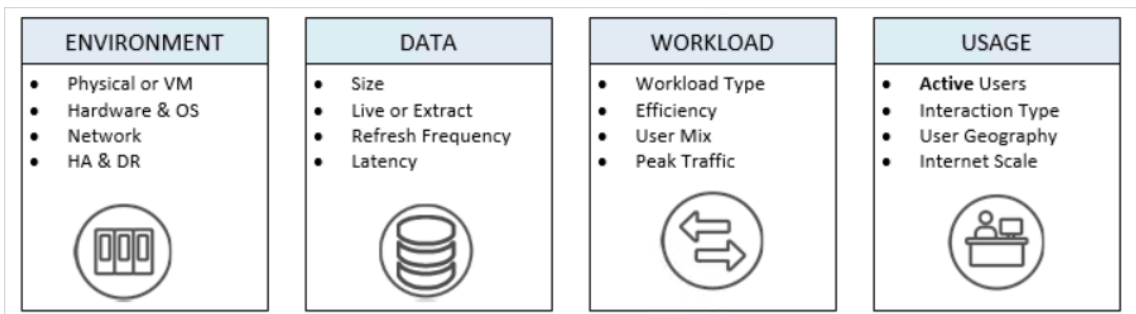 ENVIRONMENT
• Physical or VM
• Hardware & OS
• Network
• HA & DR
DATA
• Size
• Live or Extract
• Refresh Frequency
• Latency
WORKLOAD
• Workload Type
• Efficiency
• User Mix
• Peak Traffic
USAGE
• Active Users
• Interaction Type
• User Geography
• Internet Scale